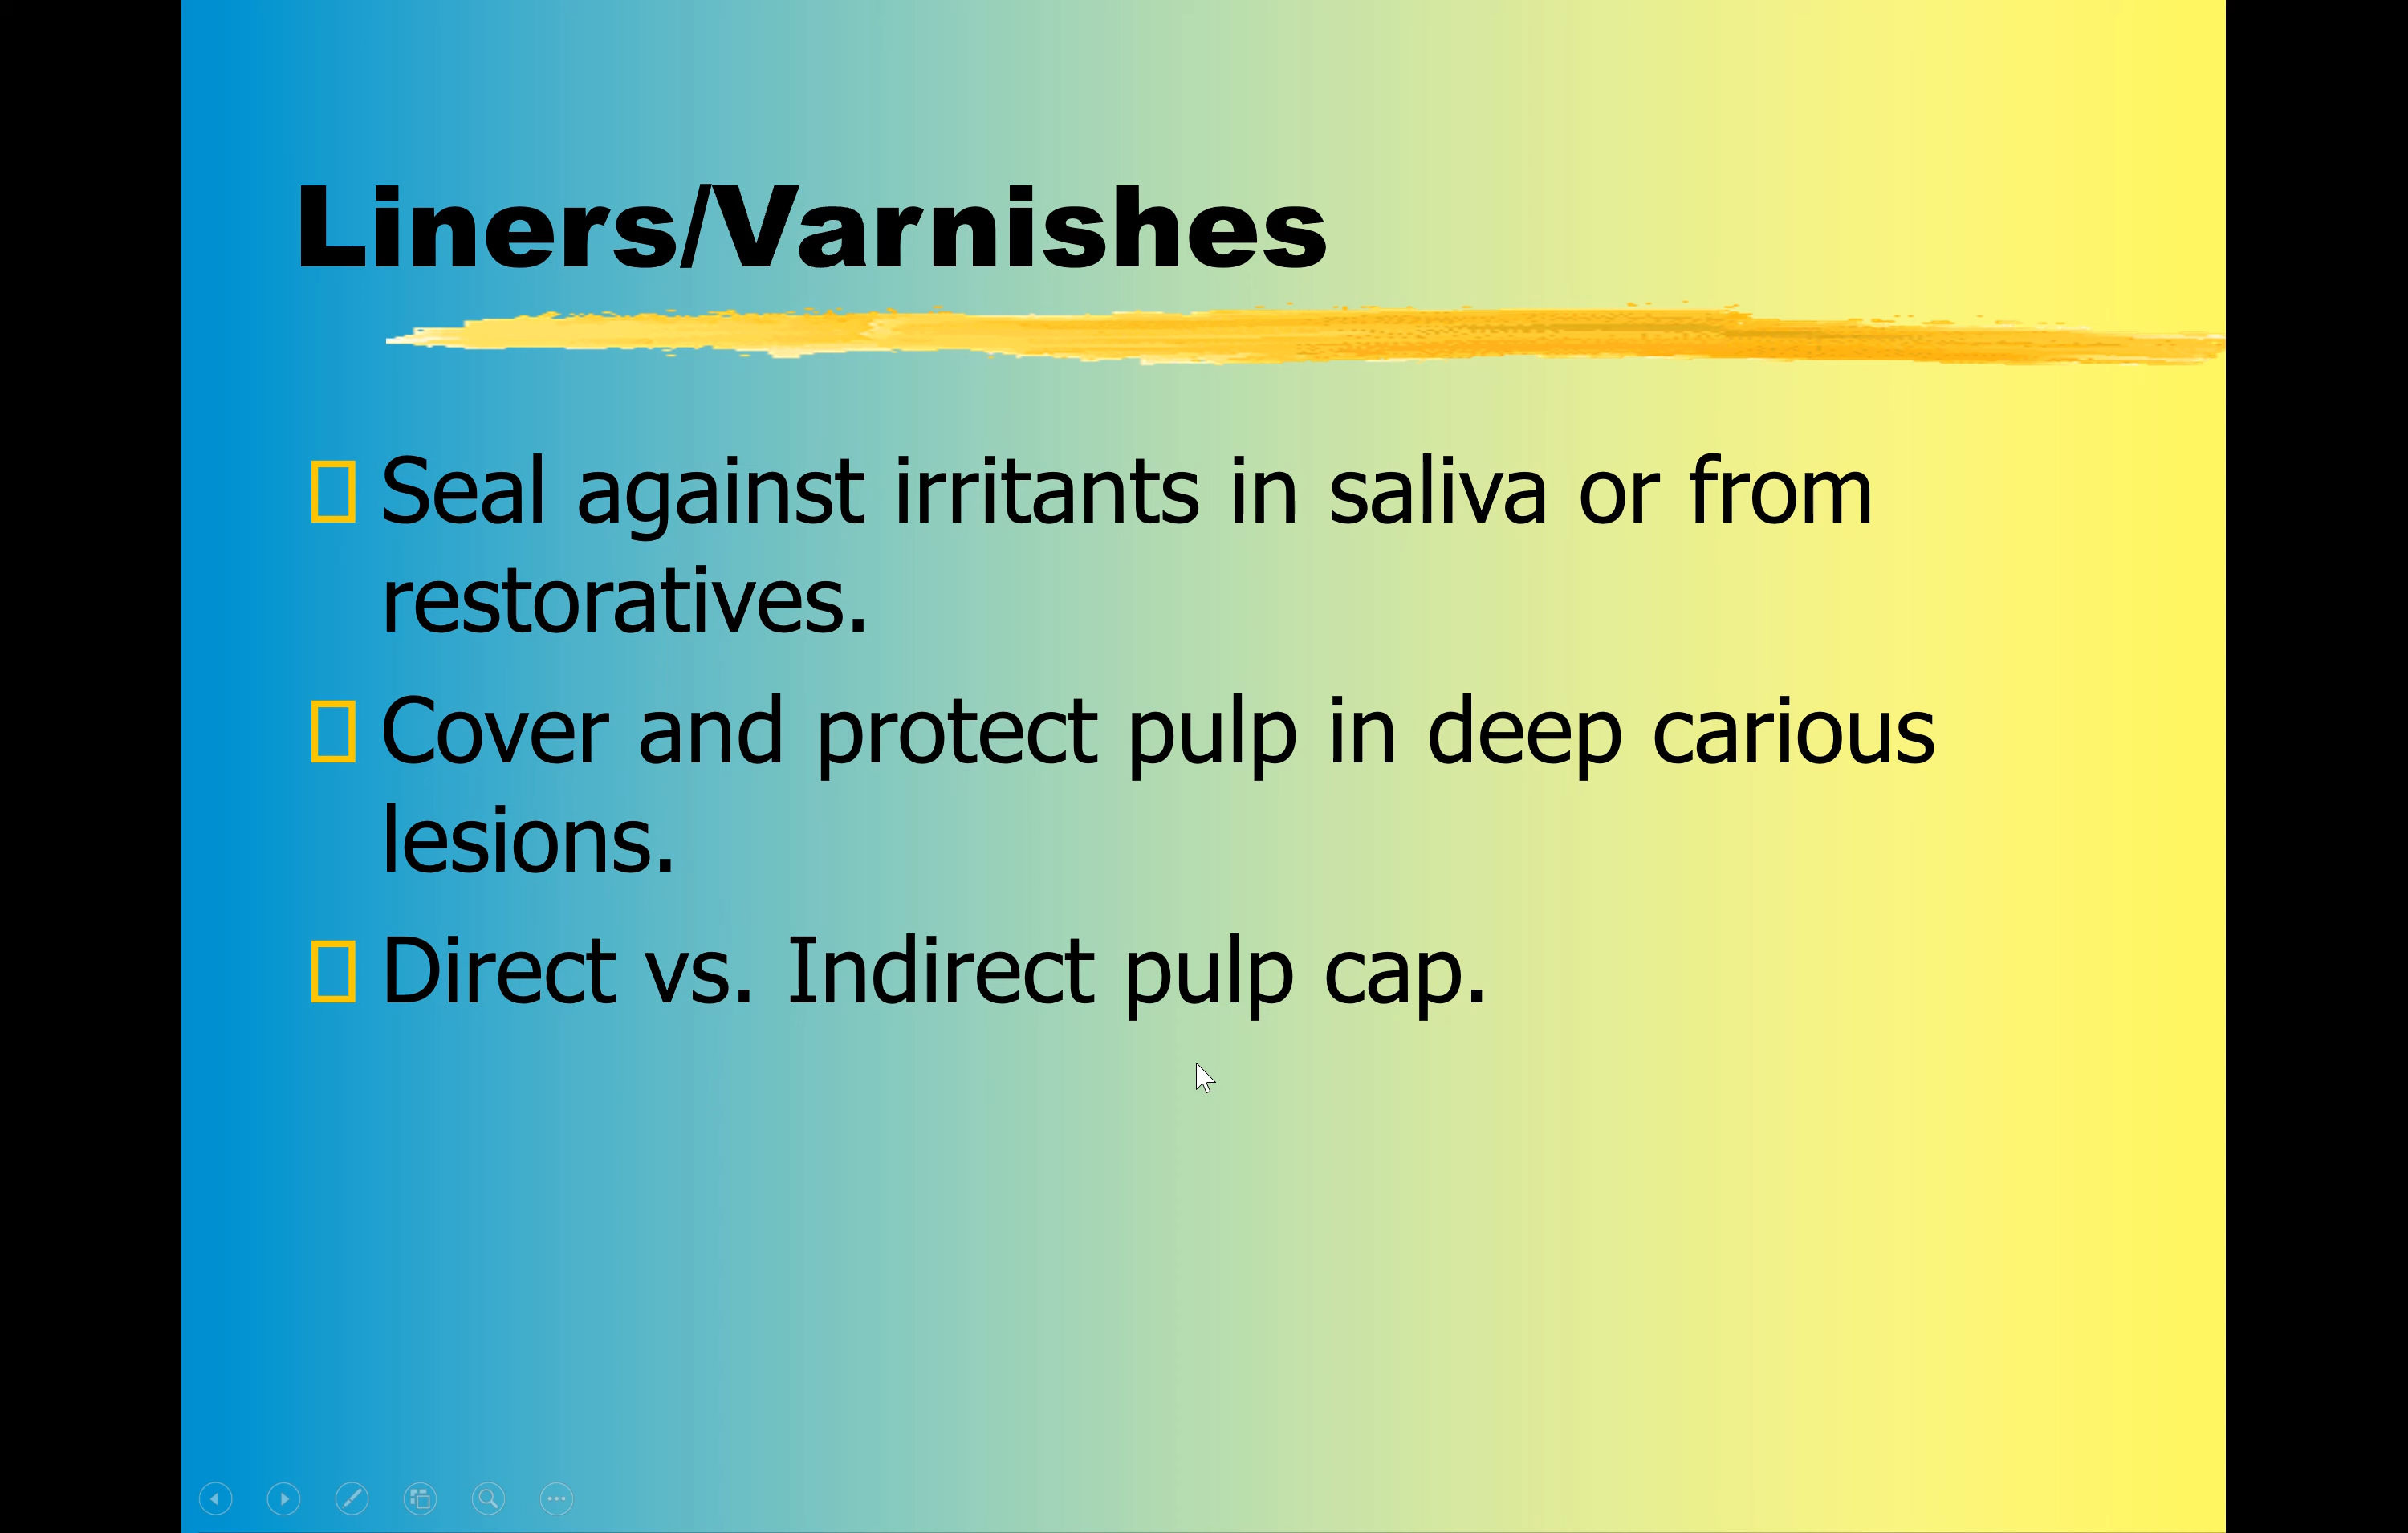 Liners/Varnishes
Seal against irritants in saliva or from
restoratives.
Cover and protect pulp in deep carious
lesions.
Direct vs. Indirect pulp cap.